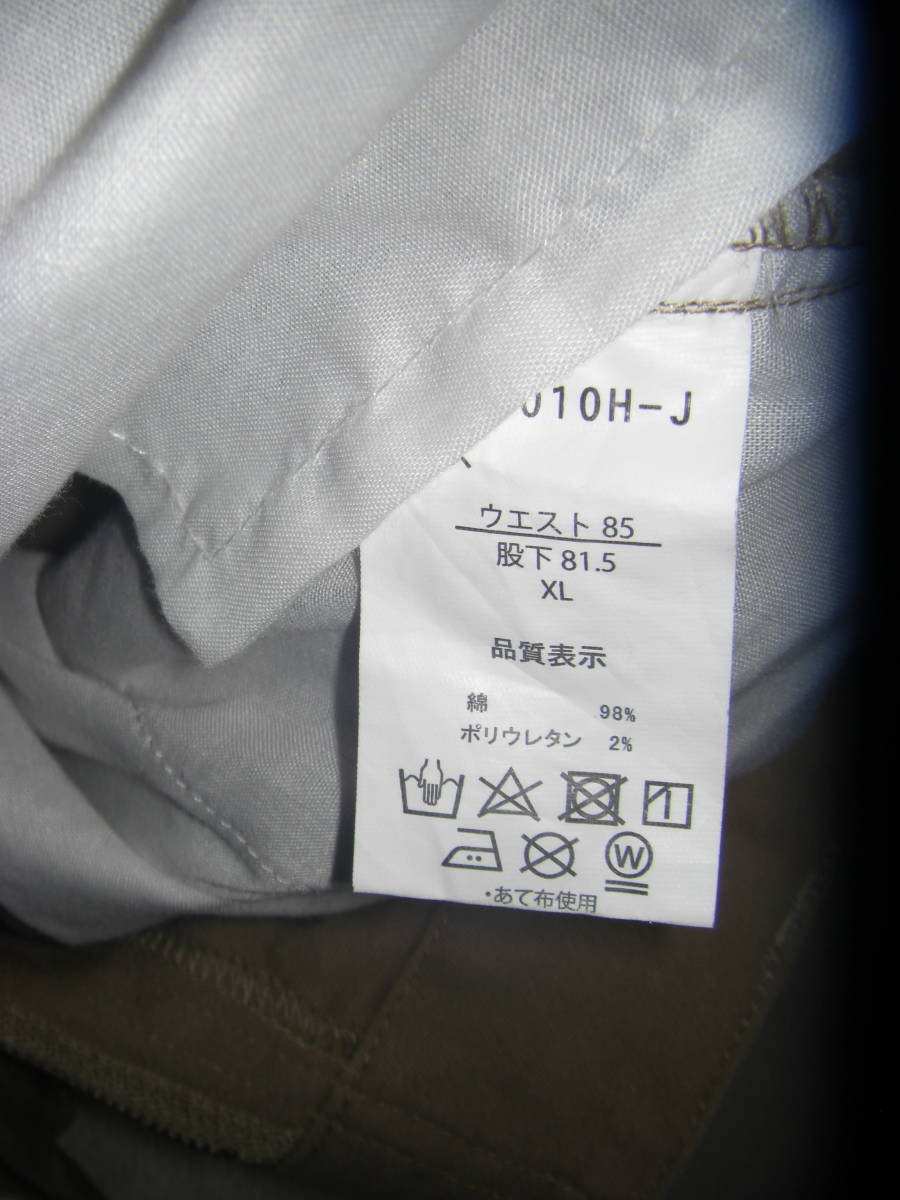 010H-J
ウエスト 85
股下 81.5
XL
品質表示
綿 98%
ポリウレタン 2%
W
・あて布使用